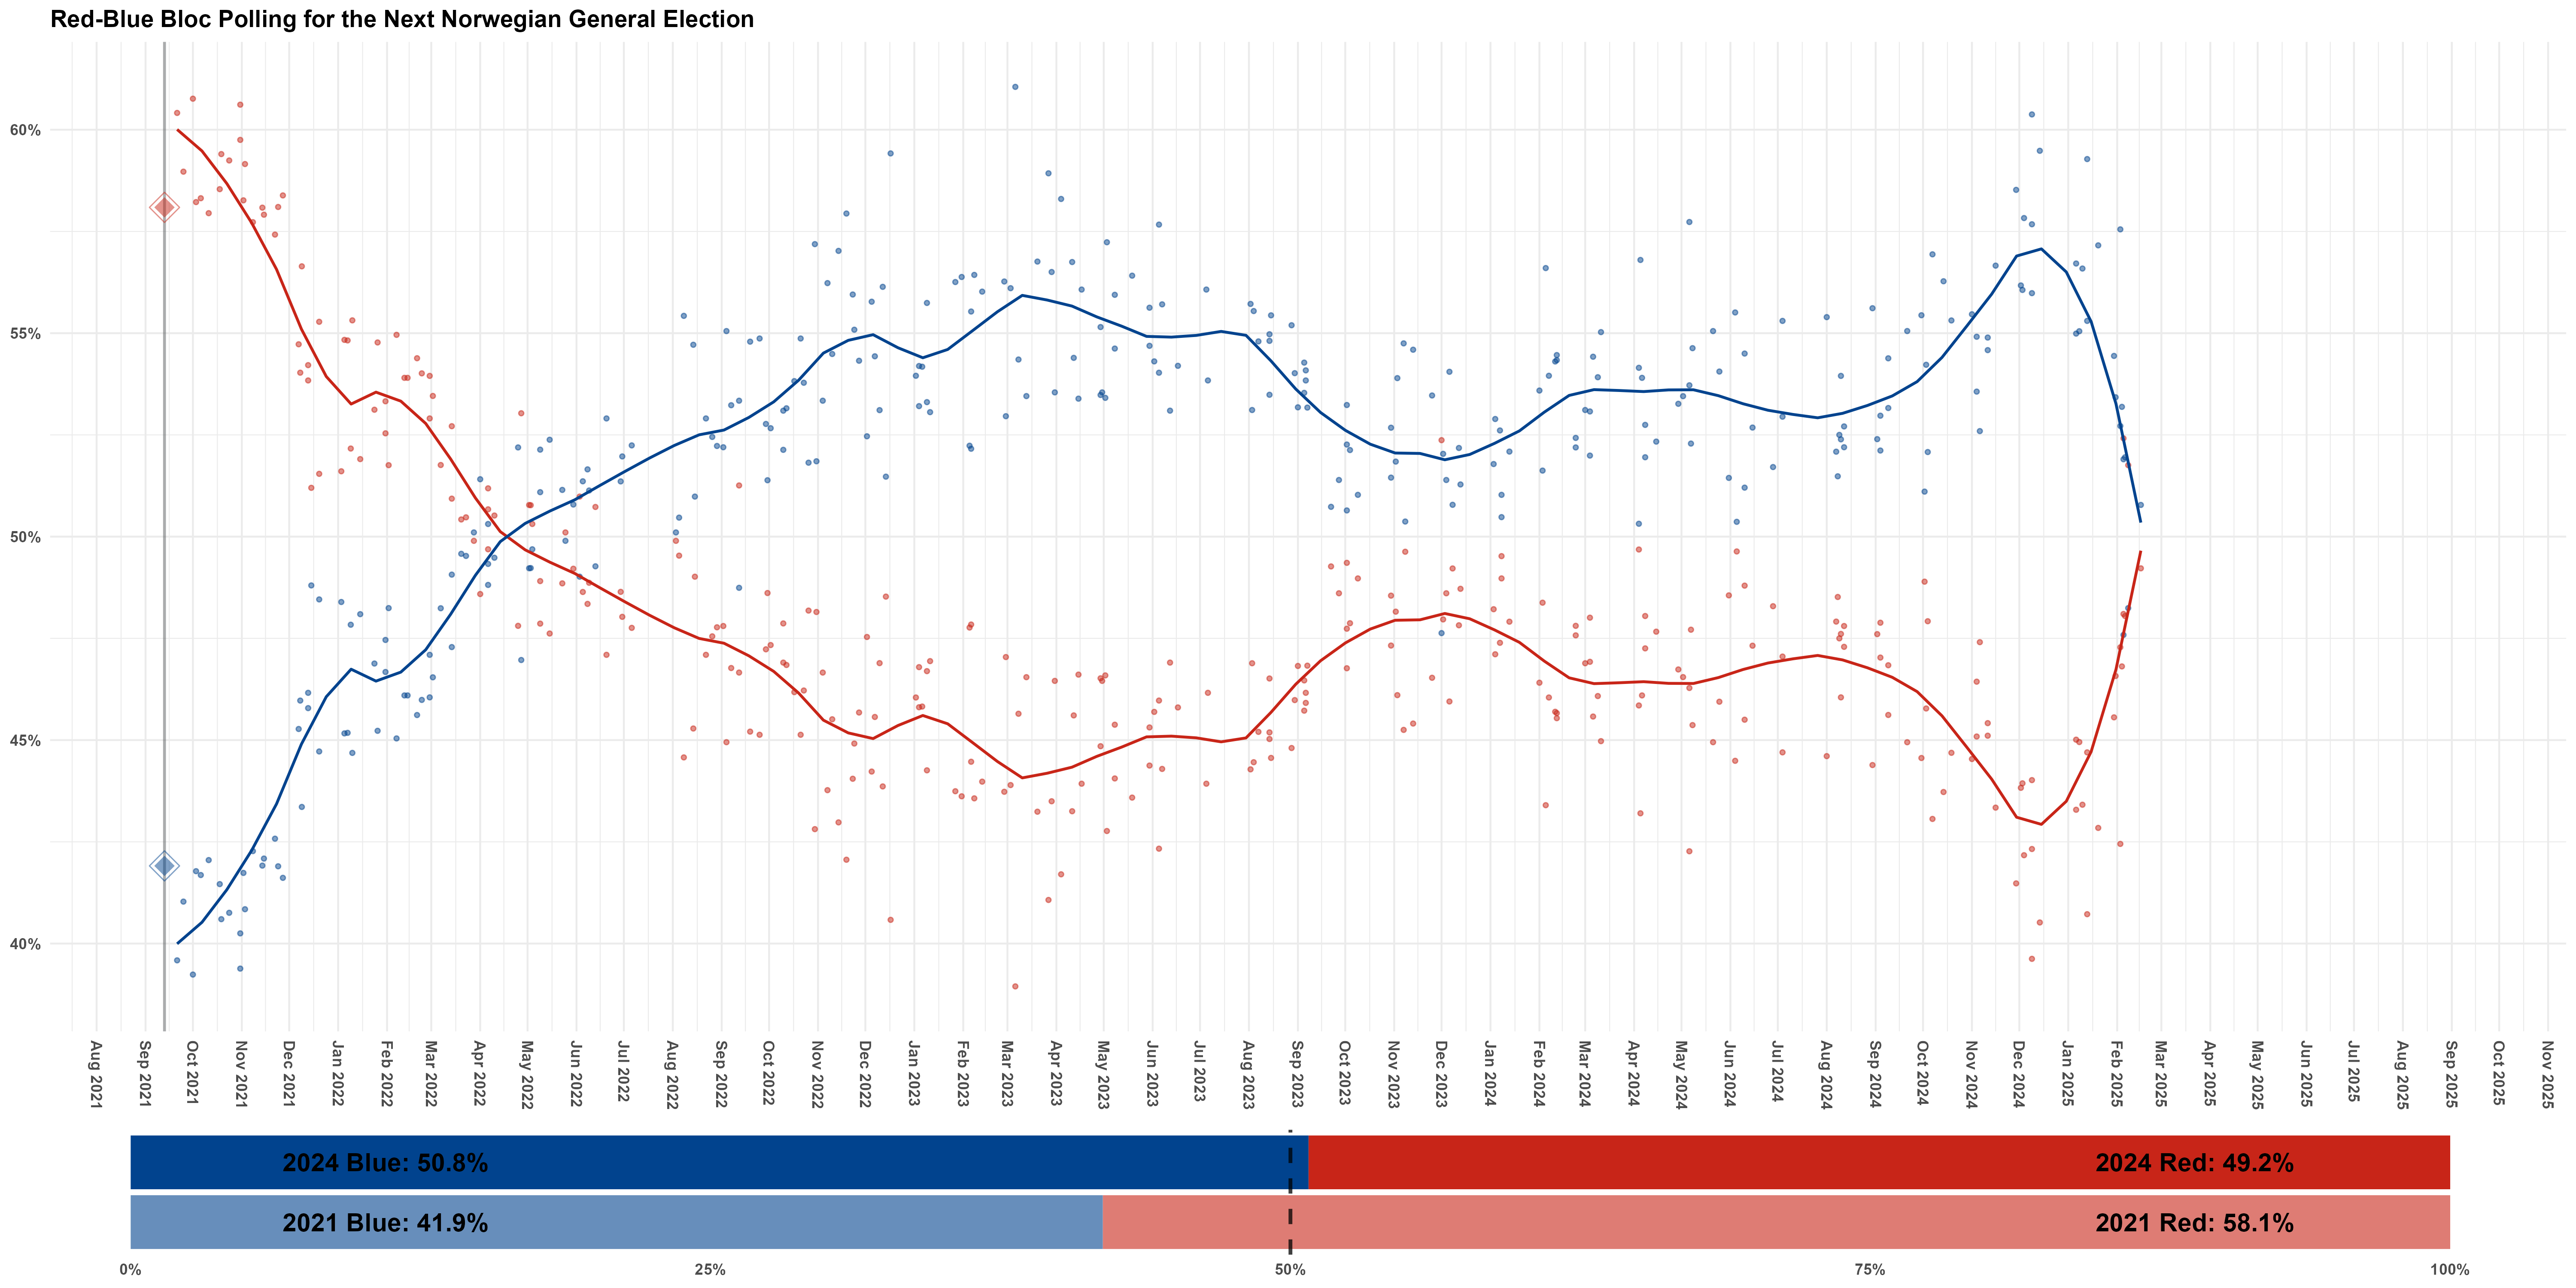 Red-Blue Bloc Polling for the Next Norwegian General Election
60%
55%
50%
45%
40%
Aug 2021
Sep 2021
Oct 2021
Nov 2021
Dec 2021
Jan 2022
Feb 2022
Mar 2022
Apr 2022
May 2022
Jun 2022
Jul 2022
Aug 2022
Sep 2022
Oct 2022
Nov 2022
Dec 2022
Jan 2023
Feb 2023
Mar 2023
Apr 2023
May 2023
Jun 2023
Jul 2023
Aug 2023
Sep 2023
Oct 2023
Nov 2023
Dec 2023
Jan 2024
Feb 2024
Mar 2024
Apr 2024
May 2024
Jun 2024
Jul 2024
Aug 2024
Sep 2024
Oct 2024
Nov 2024
Dec 2024
Jan 2025
Feb 2025
Mar 2025
Apr 2025
May 2025
Jun 2025
Jul 2025
Aug 2025
Sep 2025
Oct 2025
Nov 2025
2024 Blue: 50.8% 2024 Red: 49.2%
2021 Blue: 41.9% 2021 Red: 58.1%
0% 25% 50% 75% 100%